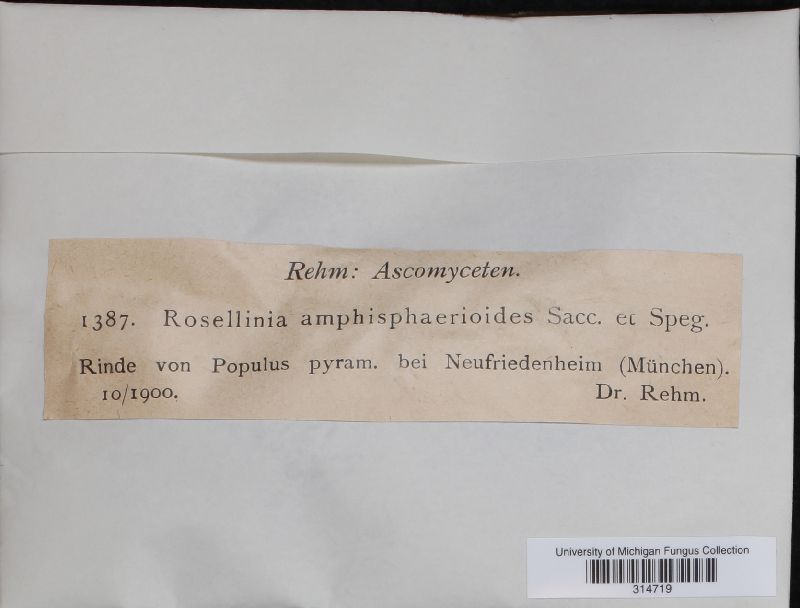 Rehm: Ascomyceten.
1387. Rosellinia amphisphaerioides Sacc. et Speg.
Rinde von Populus pyram. bei Neufriedenheim (München).
10/1900. Dr. Rehm.
University of Michigan Fungus Collection
314719